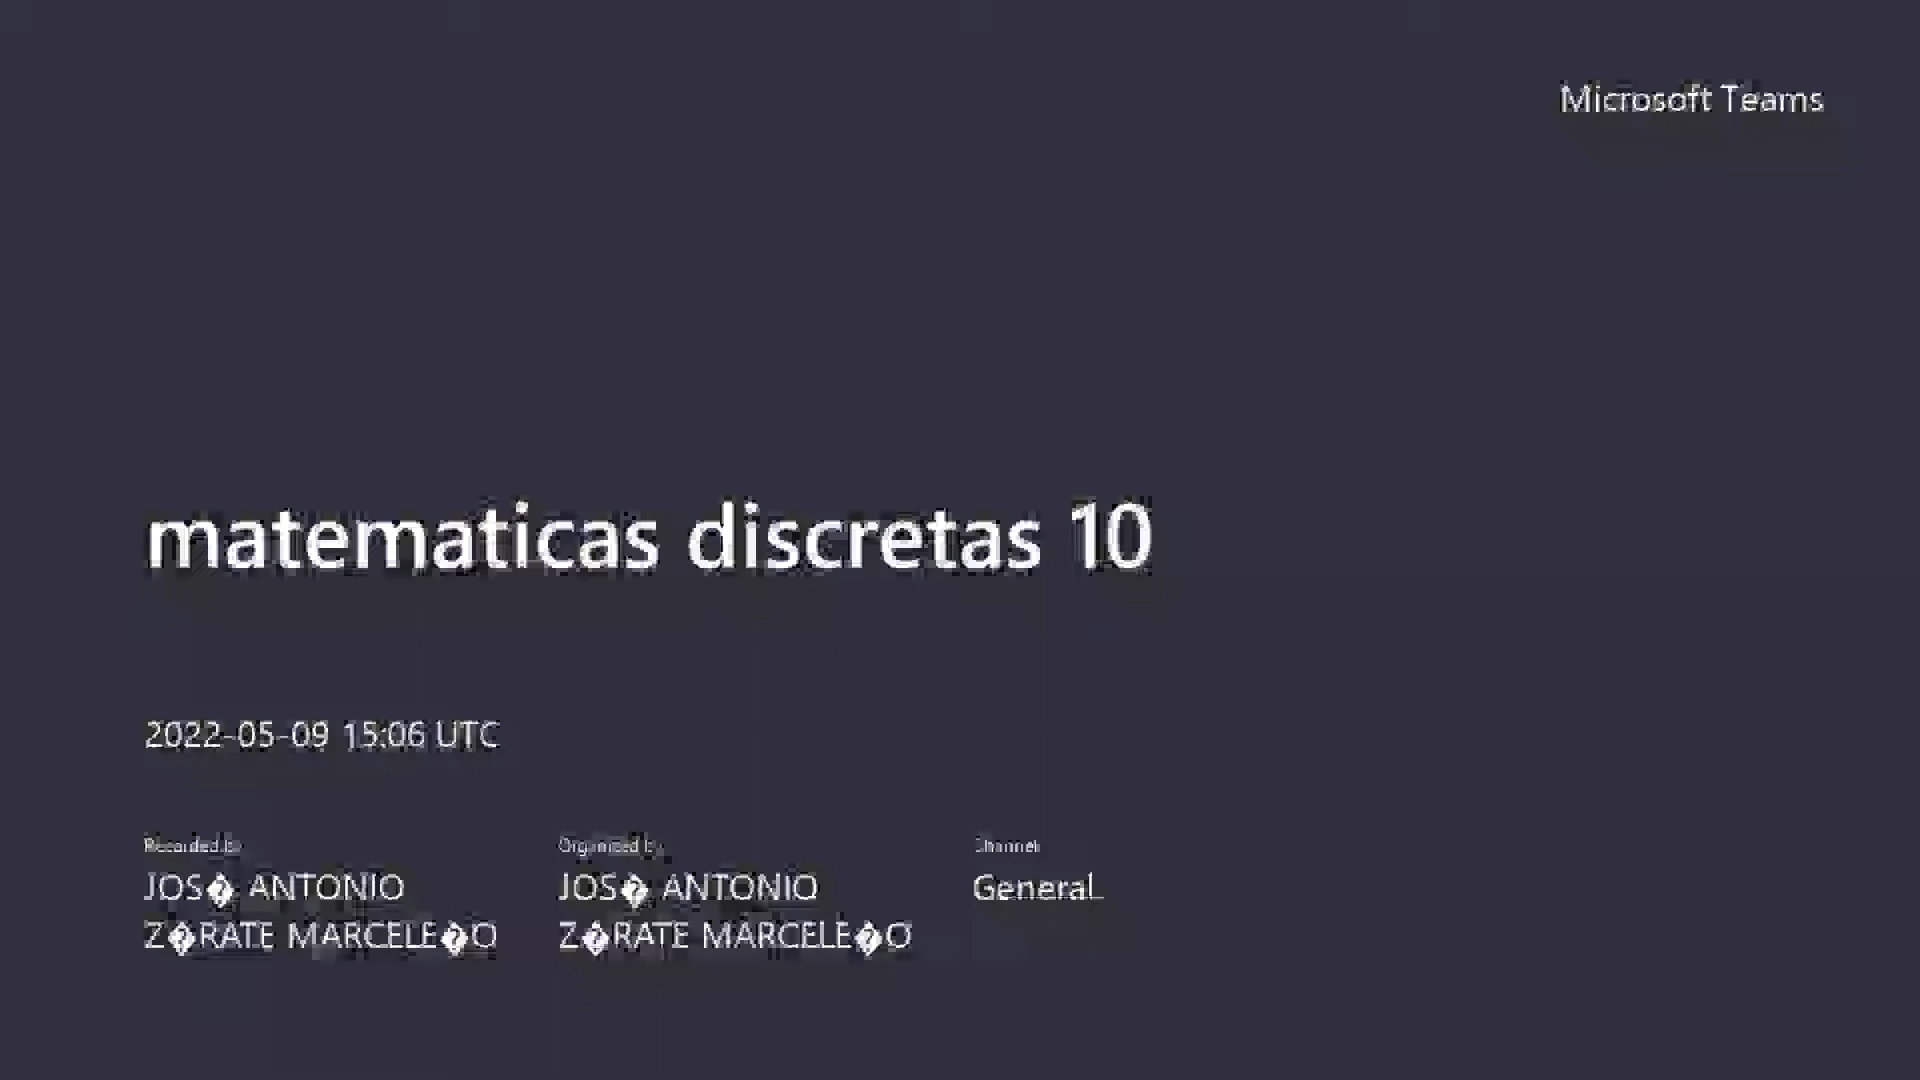 Microsoft Teams
matematicas discretas 10
2022-05-09 15:06 UTC
Recorded by
Organized by
Channel
JOS� ANTONIO
JOS� ANTONIO
General
Z�RATE MARCELE�O
Z�RATE MARCELE�O